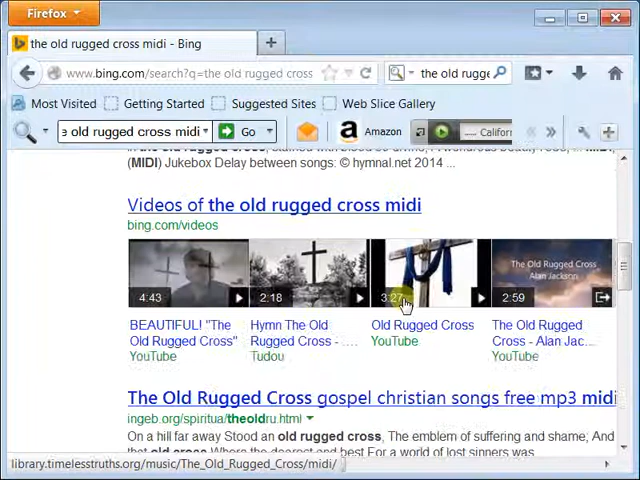 Firefox
the old rugged cross midi - Bing
www.bing.com/search?q=the old rugged cross
the old rugge
Most Visited
Getting Started
Suggested Sites
Web Slice Gallery
e old rugged cross midi
Go
Amazon
Californ
(MIDI) Jukebox Delay between songs: © hymnal.net 2014 ...
Videos of the old rugged cross midi
bing.com/videos
4:43
2:18
3:27
The Old Rugged Cross
Alan Jackson
2:59
BEAUTIFUL! "The Old Rugged Cross"
YouTube
Hymn The Old Rugged Cross - ...
Tudou
Old Rugged Cross
YouTube
The Old Rugged Cross - Alan Jac...
YouTube
The Old Rugged Cross gospel christian songs free mp3 midi
ingeb.org/spiritua/theoldru.html
On a hill far away Stood an old rugged cross, The emblem of suffering and shame; And
that old cross Where the dearest and best For a world of lost sinners was
library.timelesstruths.org/music/The_Old_Rugged_Cross/midi/